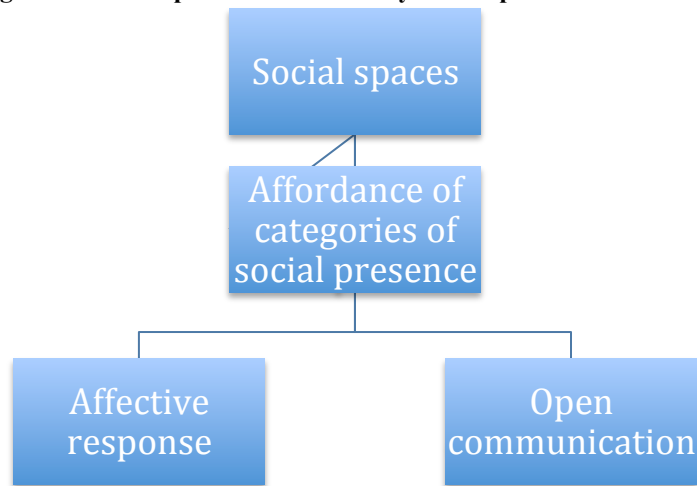 Social spaces
Affordance of
categories of
social presence
Affective
response
Open
communication